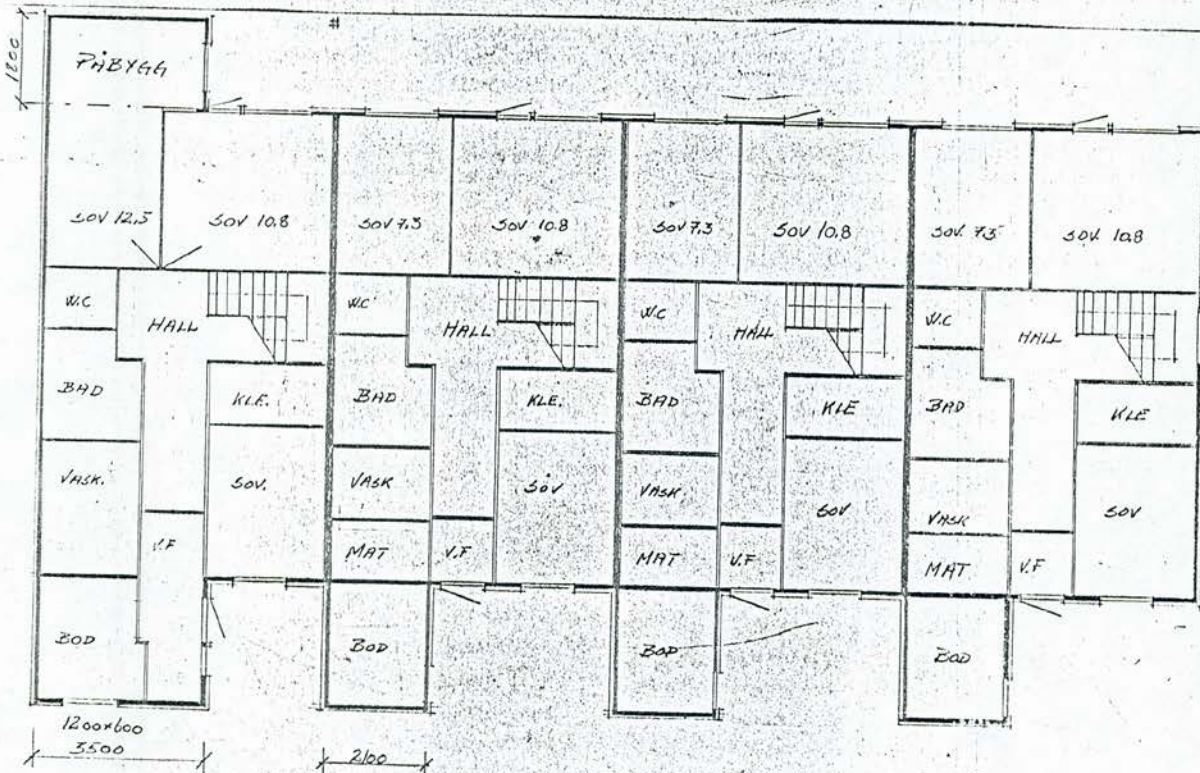 1200
PÅBYGG
SOV 12,5
SOV 10.8
SOV 7.3
SOV 10.8
SOV 7.3
SOV 10.8
SOV. 7.3
SOV. 10.8
W.C
HALL
W.C
HALL
W.C
HALL
W.C
HALL
BAD
KLE.
BAD
KLE.
BAD
KLE
BAD
KLE
VASK.
SOV.
VASK
SOV
VASK.
SOV
VASK
SOV
V.F
MAT
V.F
MAT
V.F
MAT
V.F
BOD
BOD
BOD
BOD
1200x600
3500
2100